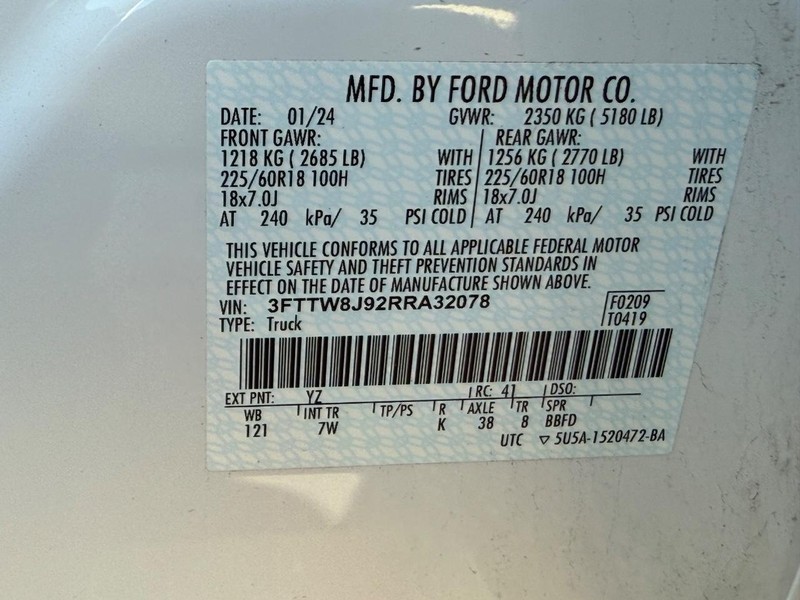 MFD. BY FORD MOTOR CO.
DATE: 01/24 GVWR: 2350 KG ( 5180 LB)
FRONT GAWR: REAR GAWR:
1218 KG ( 2685 LB) WITH 1256 KG ( 2770 LB) WITH
225/60R18 100H TIRES 225/60R18 100H TIRES
18x7.0J RIMS 18x7.0J RIMS
AT 240 kPa/ 35 PSI COLD AT 240 kPa/ 35 PSI COLD
THIS VEHICLE CONFORMS TO ALL APPLICABLE FEDERAL MOTOR
VEHICLE SAFETY AND THEFT PREVENTION STANDARDS IN
EFFECT ON THE DATE OF MANUFACTURE SHOWN ABOVE.
VIN: 3FTTW8J92RRA32078 F0209
TYPE: Truck T0419
EXT PNT: YZ RC: 41 DSO:
WB INT TR TP/PS R AXLE TR SPR
121 7W K 38 8 BBFD
UTC ▽ 5U5A-1520472-BA